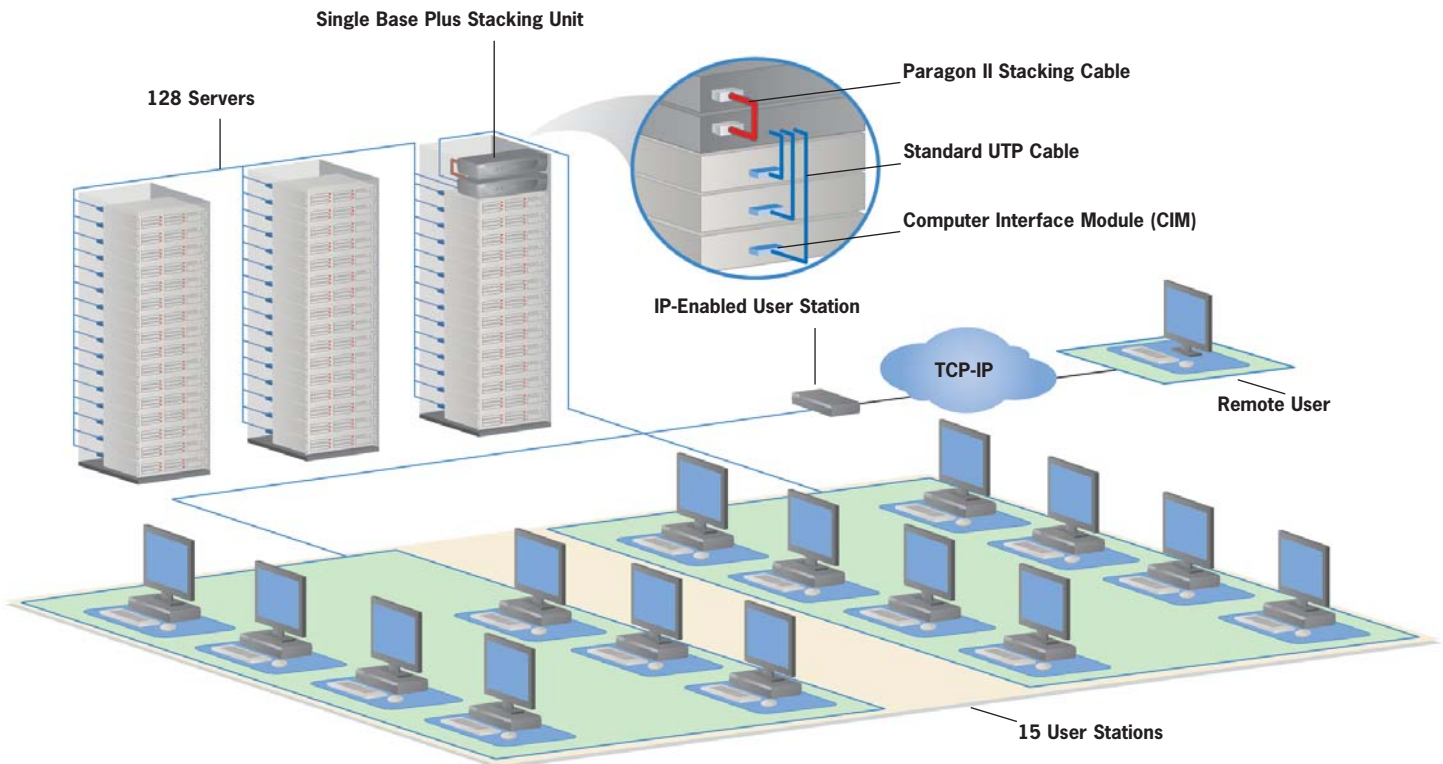 Single Base Plus Stacking Unit
128 Servers
Paragon II Stacking Cable
Standard UTP Cable
Computer Interface Module (CIM)
IP-Enabled User Station
TCP-IP
Remote User
15 User Stations